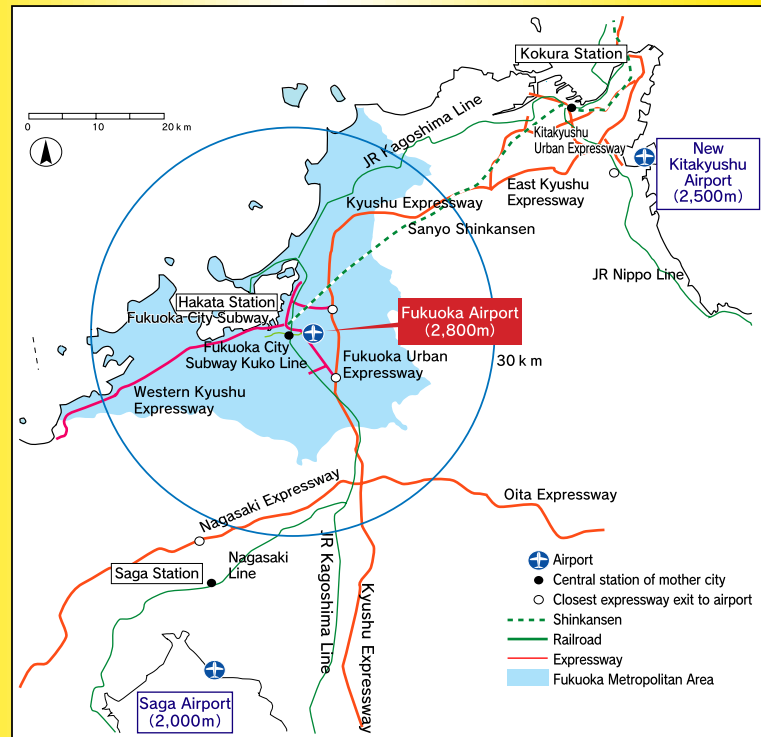 Kokura Station
0
10
20 km
JR Kagoshima Line
Kitakyushu
Urban Expressway
New
Kitakyushu
Airport
(2,500m)
East Kyushu
Expressway
Kyushu Expressway
Sanyo Shinkansen
JR Nippo Line
Hakata Station
Fukuoka City Subway
Fukuoka Airport
(2,800m)
Fukuoka City
Subway Kuko Line
Fukuoka Urban
Expressway
30 km
Western Kyushu
Expressway
Nagasaki Expressway
Oita Expressway
Nagasaki
Line
Saga Station
JR Kagoshima Line
Kyushu Expressway
Saga Airport
(2,000m)
Airport
Central station of mother city
Closest expressway exit to airport
Shinkansen
Railroad
Expressway
Fukuoka Metropolitan Area